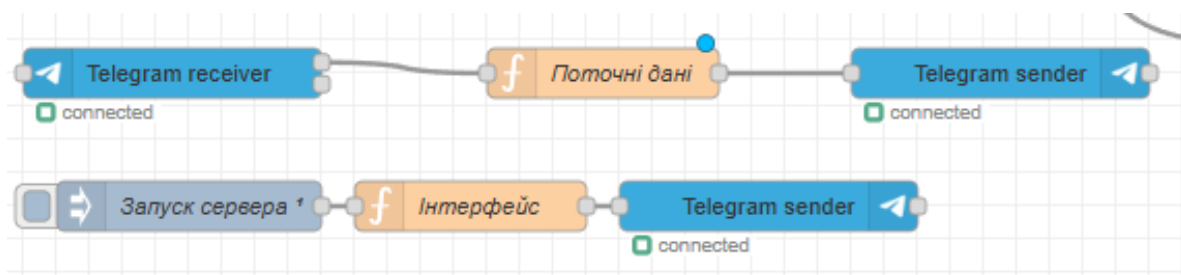 Telegram receiver
connected
Поточні дані
Telegram sender
connected
Запуск сервера ¹
Інтерфейс
Telegram sender
connected